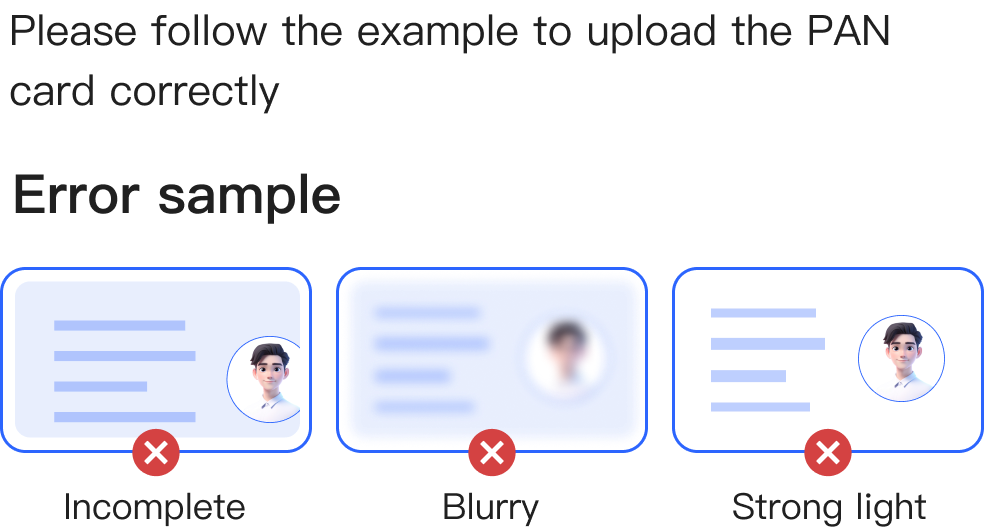 Please follow the example to upload the PAN
card correctly
Error sample
Incomplete
Blurry
Strong light